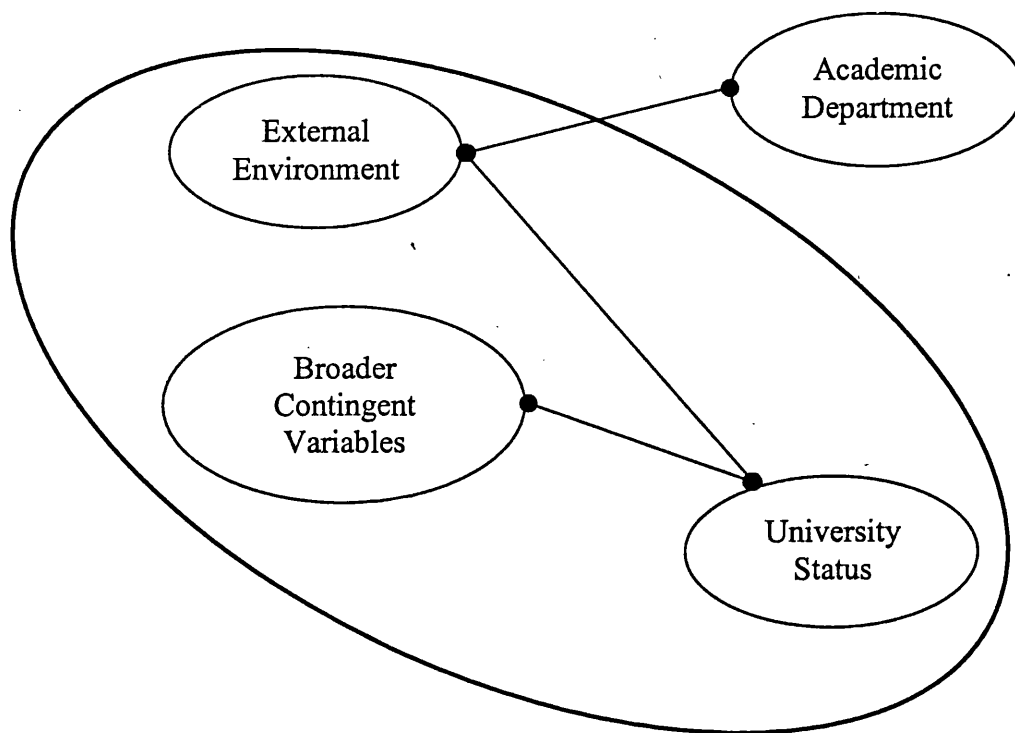 Academic
Department
External
Environment
Broader
Contingent
Variables
University
Status